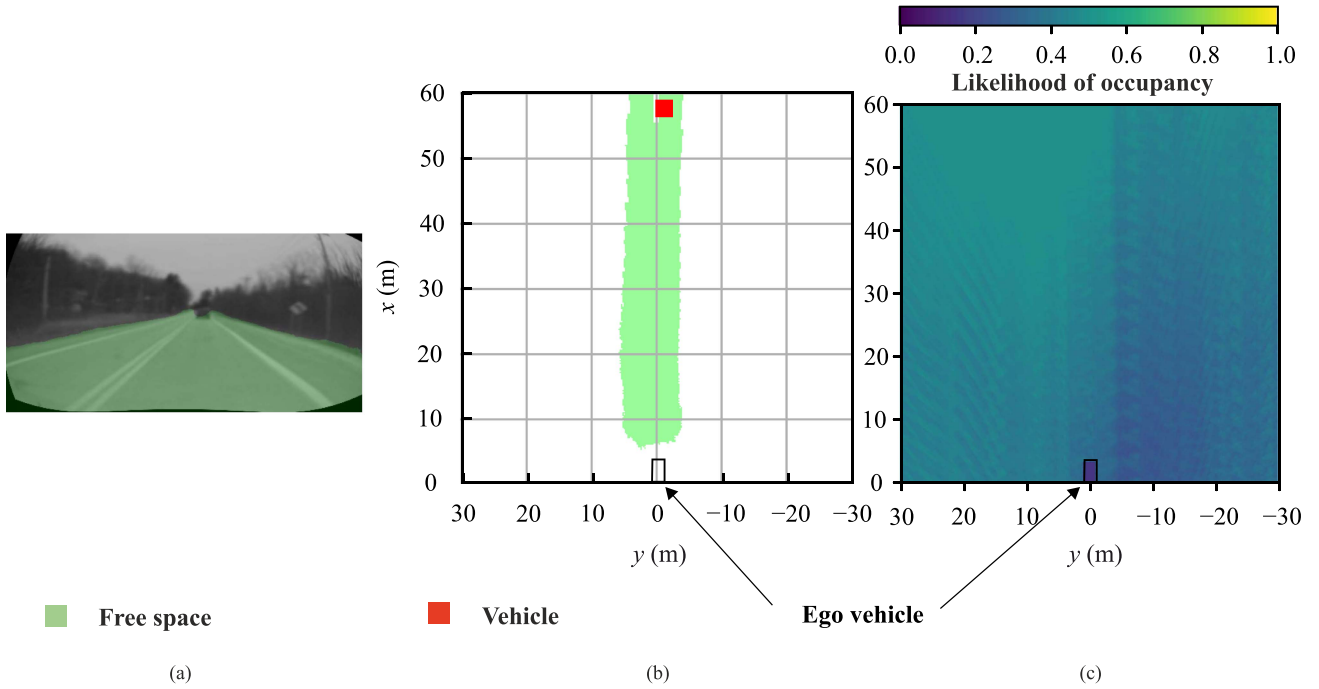 0.0 0.2 0.4 0.6 0.8 1.0
Likelihood of occupancy
60
50
40
30
20
10
0
x (m)
30 20 10 0 −10 −20 −30
y (m)
60
50
40
30
20
10
0
30 20 10 0 −10 −20 −30
y (m)
Free space
Vehicle
Ego vehicle
(a)
(b)
(c)